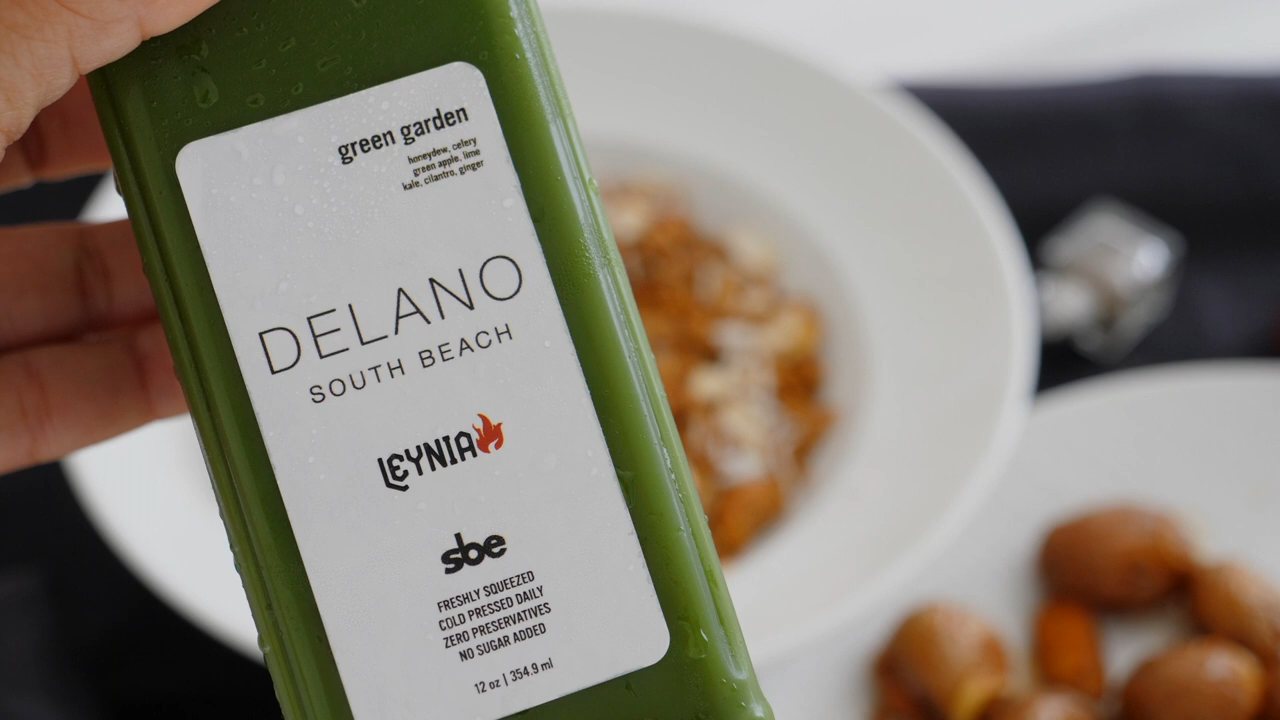 green garden
honeydew, celery
green apple, lime
kale, cilantro, ginger
DELANO
SOUTH BEACH
LEYNIA
sbe
FRESHLY SQUEEZED
COLD PRESSED DAILY
ZERO PRESERVATIVES
NO SUGAR ADDED
12 oz | 354.9 ml